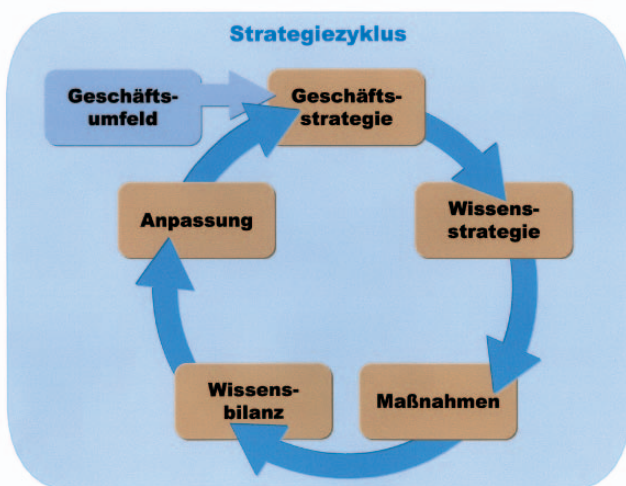 Strategiezyklus
Geschäfts-
umfeld
Geschäfts-
strategie
Wissens-
strategie
Maßnahmen
Wissens-
bilanz
Anpassung